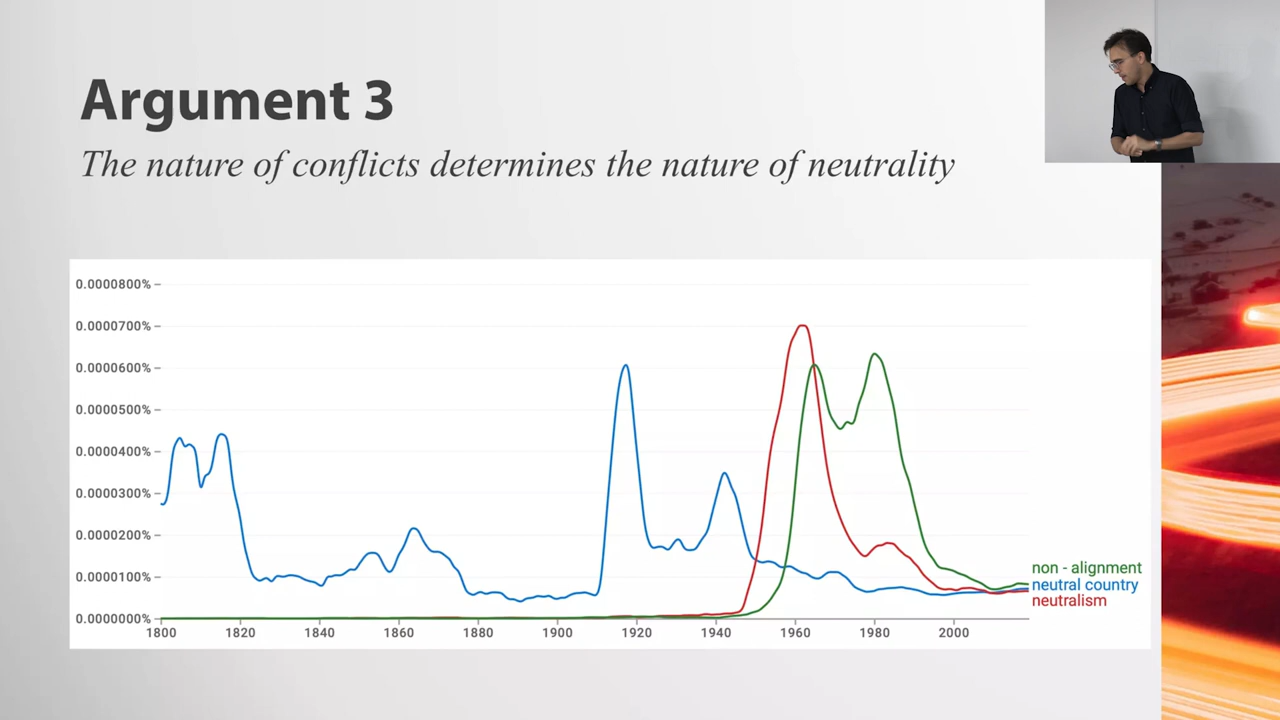 Argument 3
The nature of conflicts determines the nature of neutrality
0.0000800%
0.0000700%
0.0000600%
0.0000500%
0.0000400%
0.0000300%
0.0000200%
0.0000100%
0.0000000%
1800 1820 1840 1860 1880 1900 1920 1940 1960 1980 2000
non - alignment
neutral country
neutralism